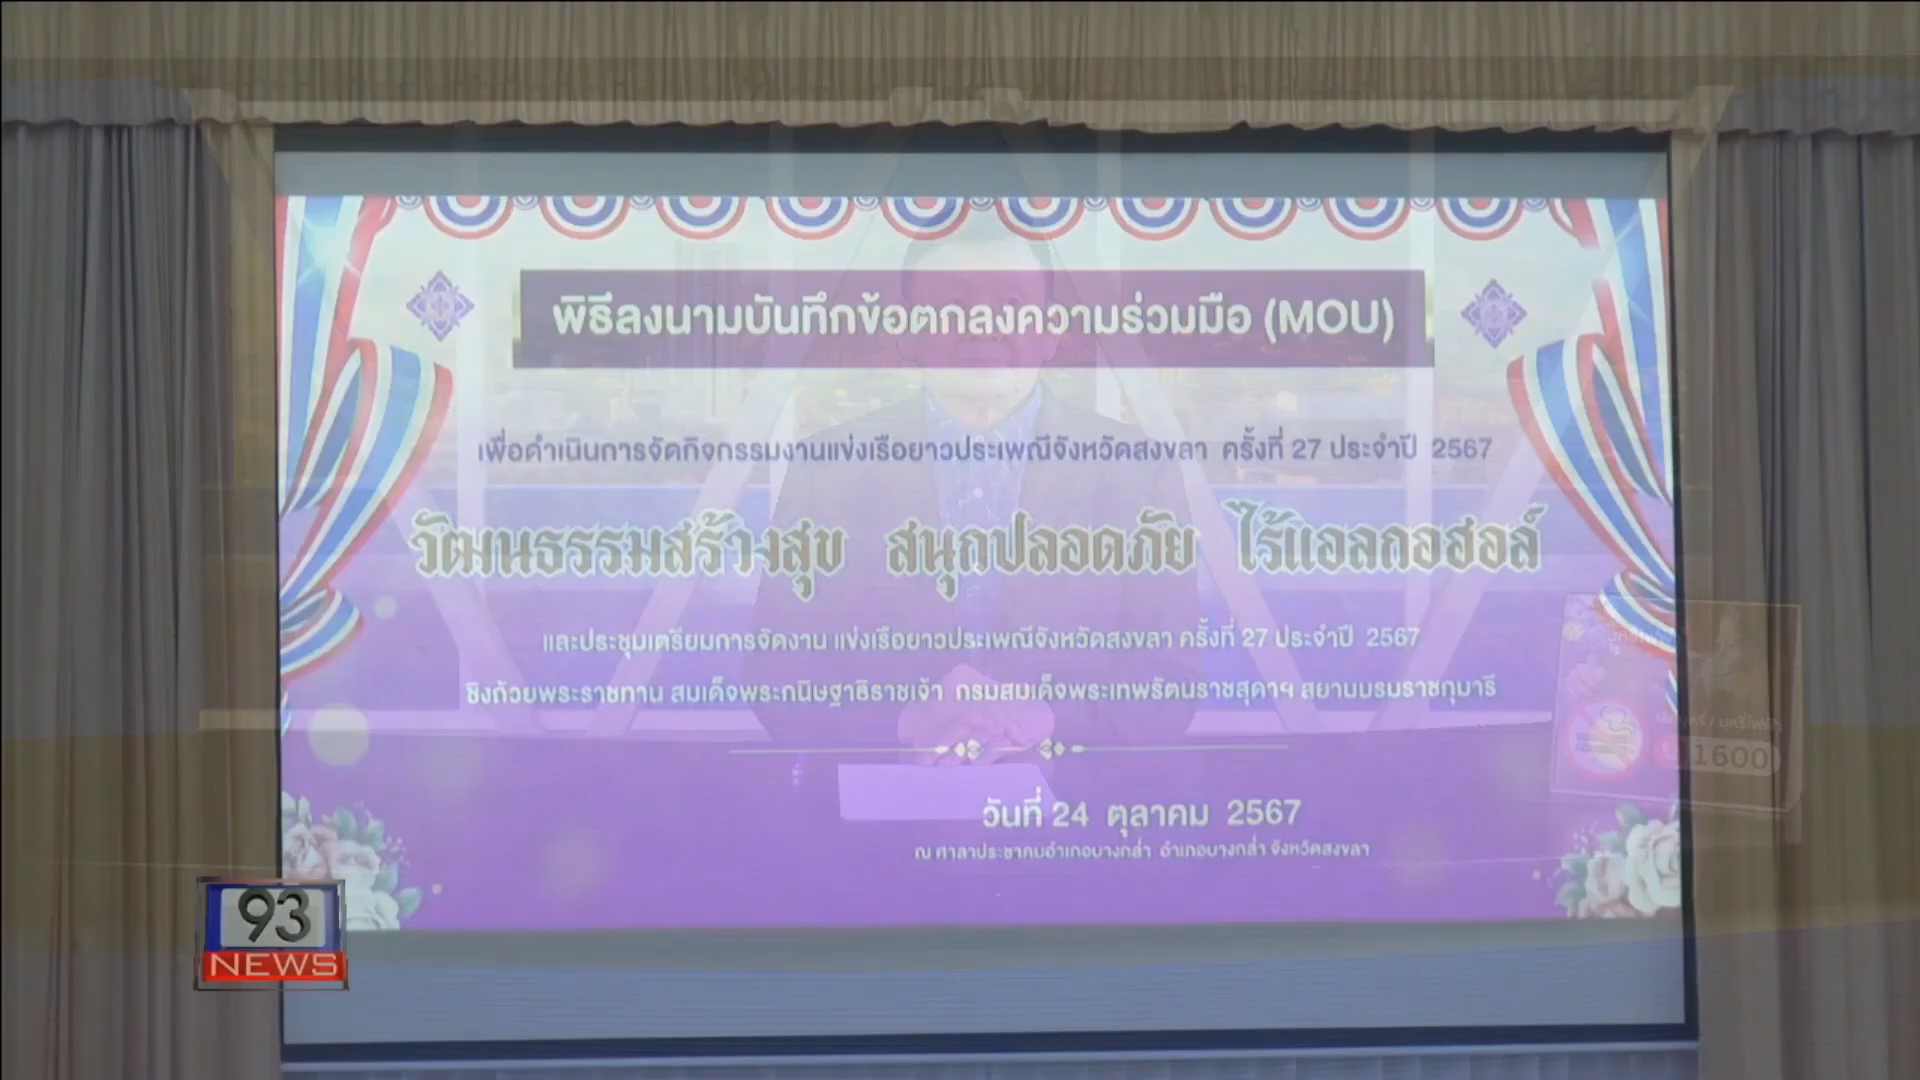 พิธีลงนามบันทึกข้อตกลงความร่วมมือ (MOU)
เพื่อดำเนินการจัดกิจกรรมงานแข่งเรือยาวประเพณีจังหวัดสงขลา ครั้งที่ 27 ประจำปี 2567
วัฒนธรรมสร้างสุข สนุกปลอดภัย ไร้แอลกอฮอล์
และประชุมเตรียมการจัดงาน แข่งเรือยาวประเพณีจังหวัดสงขลา ครั้งที่ 27 ประจำปี 2567
ชิงถ้วยพระราชทาน สมเด็จพระกนิษฐาธิราชเจ้า กรมสมเด็จพระเทพรัตนราชสุดาฯ สยามบรมราชกุมารี
วันที่ 24 ตุลาคม 2567
ณ ศาลาประชาคมอำเภอบางกล่ำ อำเภอบางกล่ำ จังหวัดสงขลา
1600
93
NEWS